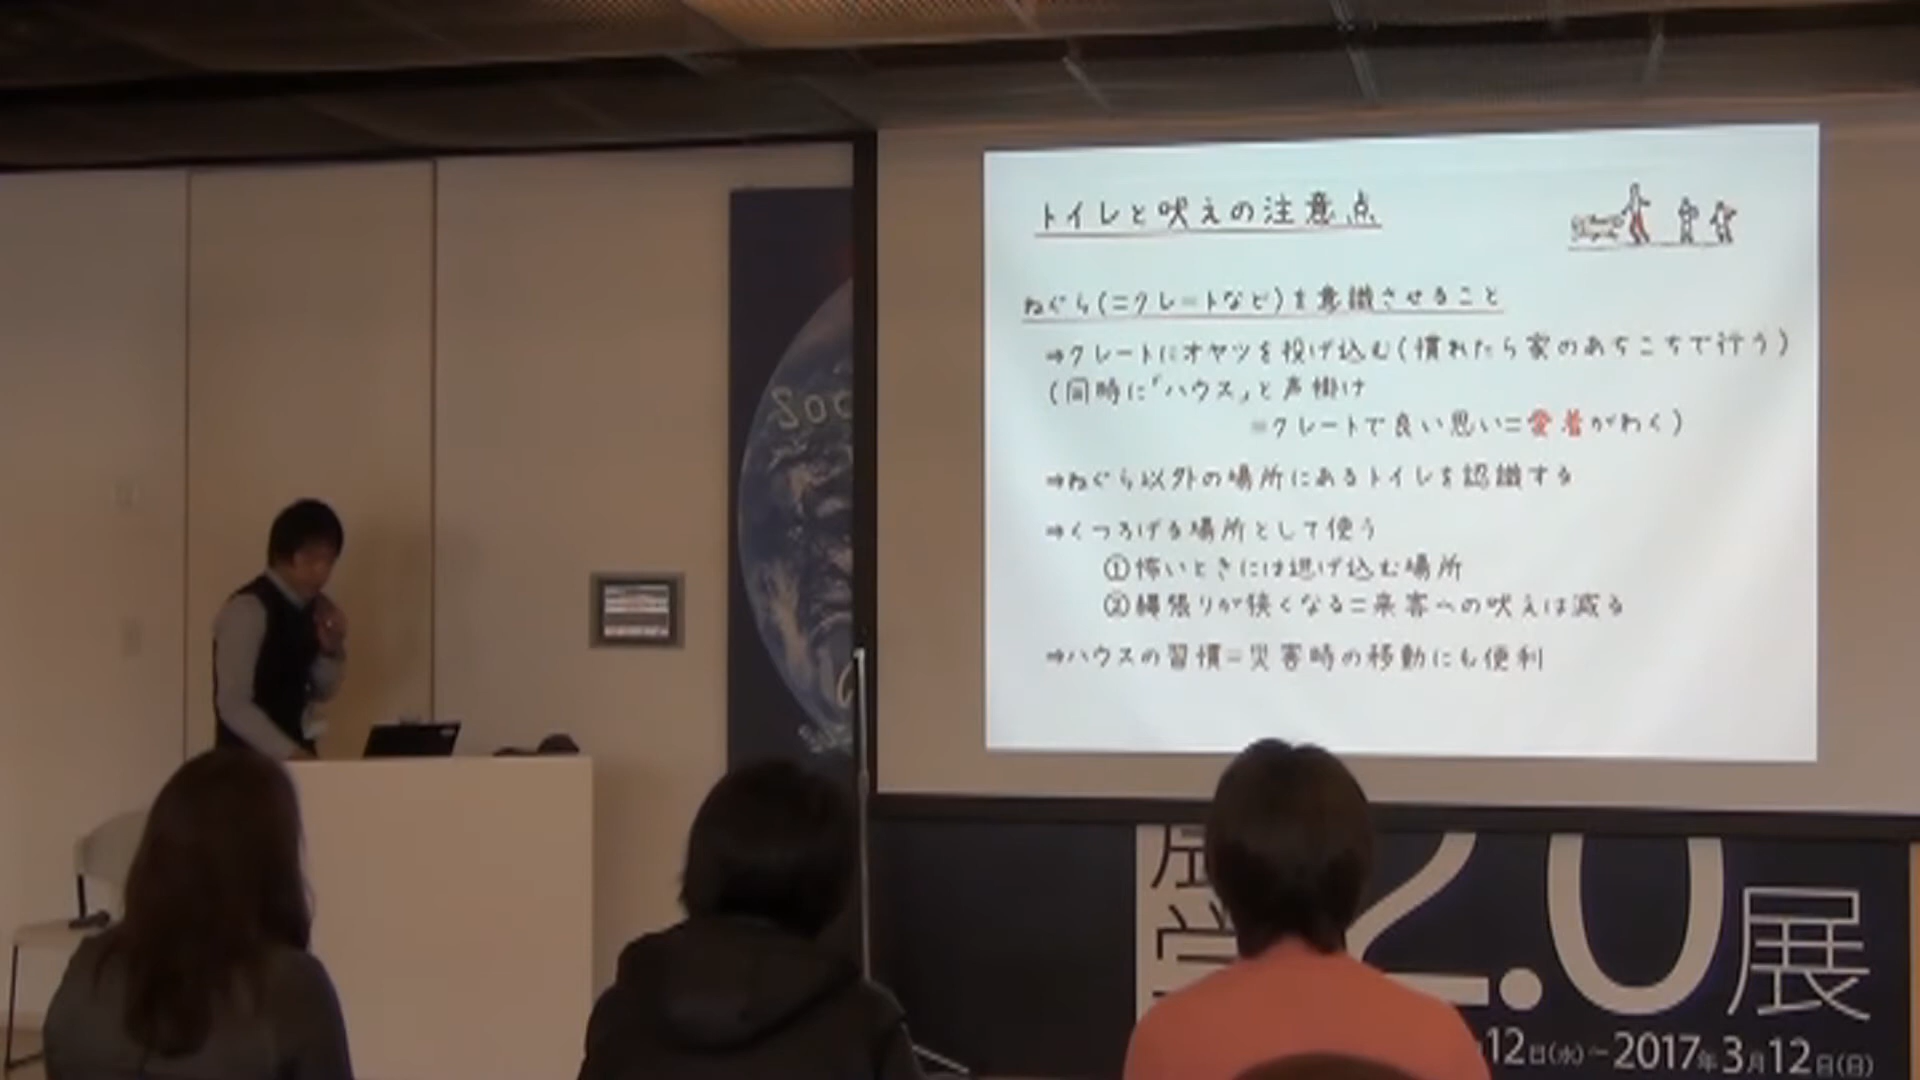 トイレと吠えの注意点
ねぐら(=クレートなど)を意識させること
⇒クレートにオヤツを投げ込む(慣れたら家のあちこちで行う)
(同時に「ハウス」と声掛け
=クレートで良い思い=愛着がわく)
⇒ねぐら以外の場所にあるトイレを認識する
⇒くつろげる場所として使う
①怖いときには逃げ込む場所
②縄張りが狭くなる=来客への吠えは減る
⇒ハウスの習慣=災害時の移動にも便利
2.0展
12日(水)～2017年3月12日(日)